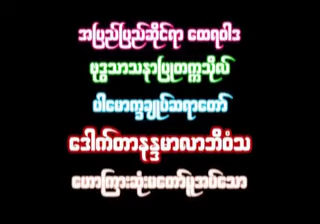 အပြည်ပြည်ဆိုင်ရာ ထေရဝါဒ
ဗုဒ္ဓသာသနာပြုတက္ကသိုလ်
ပါမောက္ခချုပ်ဆရာတော်
ဒေါက်တာနန္ဒမာလာဘိဝံသ
ဟောကြားဆုံးမတော်မူအပ်သော